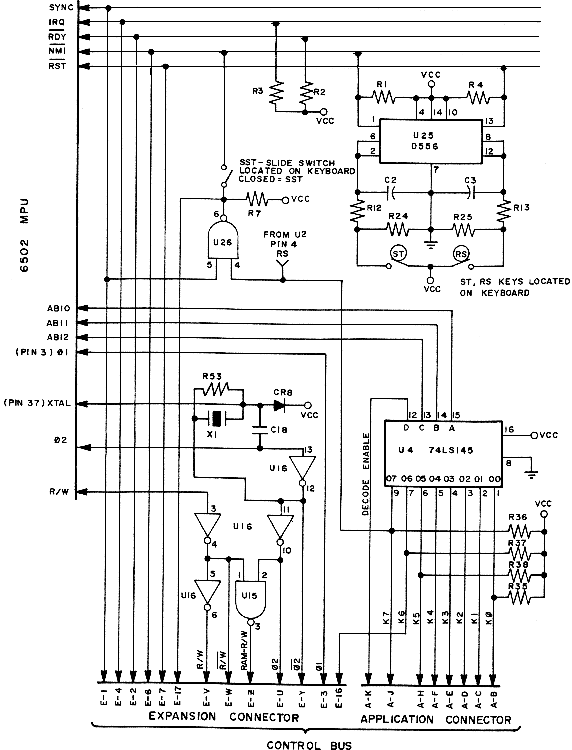 SYNC
IRQ
RDY
NMI
RST
R3
R2
VCC
R1
VCC
R4
4
14
10
1
13
U25
D556
6
8
2
12
7
C2
C3
R12
R24
R25
R13
ST
RS
VCC
ST, RS KEYS LOCATED
ON KEYBOARD
SST-SLIDE SWITCH
LOCATED ON KEYBOARD
CLOSED = SST
R7
VCC
6
U26
5
4
FROM U2
PIN 4
RS
6502 MPU
AB10
AB11
AB12
(PIN 3) Ø1
(PIN 37) XTAL
Ø2
R/W
R53
CR8
VCC
X1
C18
13
U16
12
3
U16
4
11
10
5
U16
6
1
2
U15
3
12
13
14
15
D
C
B
A
16
VCC
U4
74LS145
8
07
06
05
04
03
02
01
00
9
7
6
5
4
3
2
1
DECODE ENABLE
VCC
R36
R37
R38
R35
K7
K6
K5
K4
K3
K2
K1
KØ
R/W
R/W
RAM-R/W
Ø2
Ø2
Ø1
E-1
E-4
E-2
E-6
E-7
E-17
E-V
E-W
E-Z
E-U
E-Y
E-3
E-16
A-K
A-J
A-H
A-F
A-E
A-D
A-C
A-B
EXPANSION CONNECTOR
APPLICATION CONNECTOR
CONTROL BUS